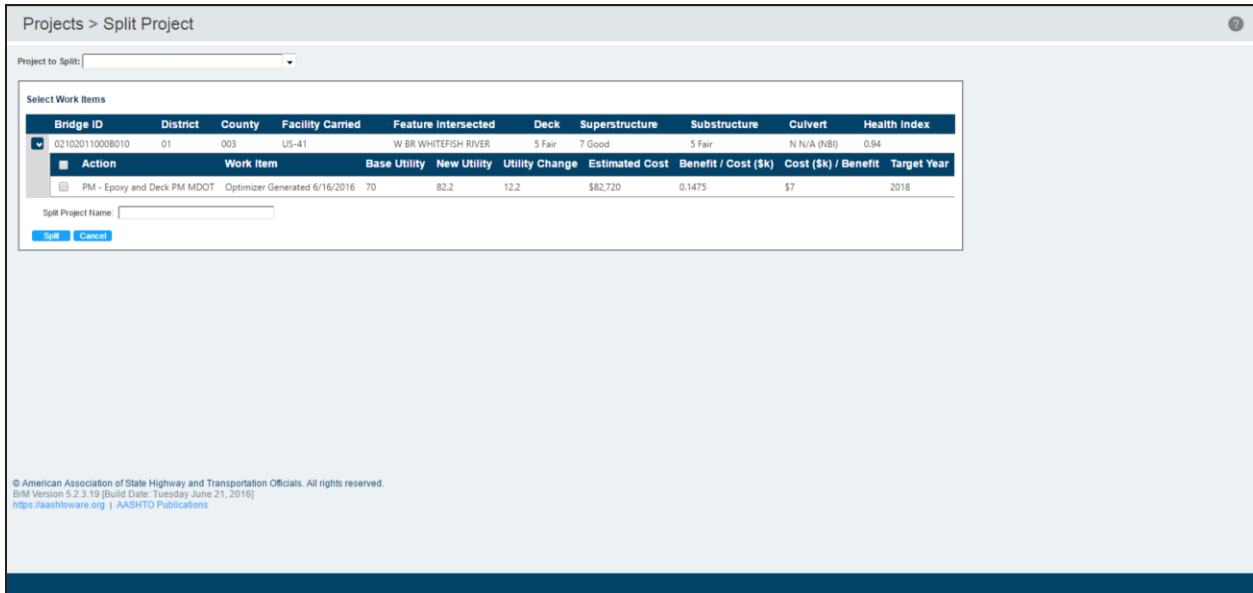 Projects > Split Project
?
Project to Split:
Select Work Items
Bridge ID District County Facility Carried Feature Intersected Deck Superstructure Substructure Culvert Health Index
02102011000B010 01 003 US-41 W BR WHITEFISH RIVER 5 Fair 7 Good 5 Fair N N/A (NBI) 0.94
Action Work Item Base Utility New Utility Utility Change Estimated Cost Benefit / Cost ($k) Cost ($k) / Benefit Target Year
PM - Epoxy and Deck PM MDOT Optimizer Generated 6/16/2016 70 82.2 12.2 $82,720 0.1475 $7 2018
Split Project Name:
Split Cancel
© American Association of State Highway and Transportation Officials. All rights reserved.
BrM Version 5.2.3.19 [Build Date: Tuesday June 21, 2016]
https://aashtoware.org | AASHTO Publications